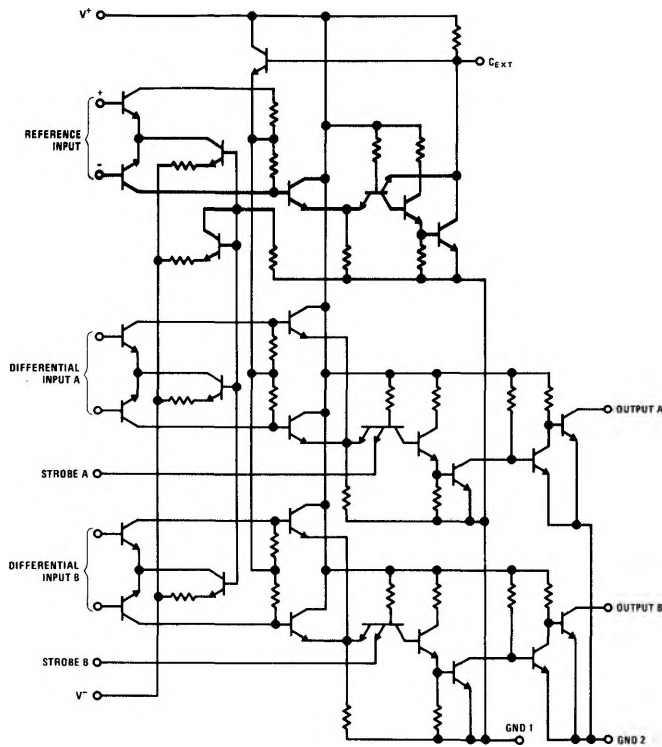 V+
CEXT
+
REFERENCE
INPUT
−
DIFFERENTIAL
INPUT A
OUTPUT A
STROBE A
DIFFERENTIAL
INPUT B
OUTPUT B
STROBE B
V−
GND 1
GND 2